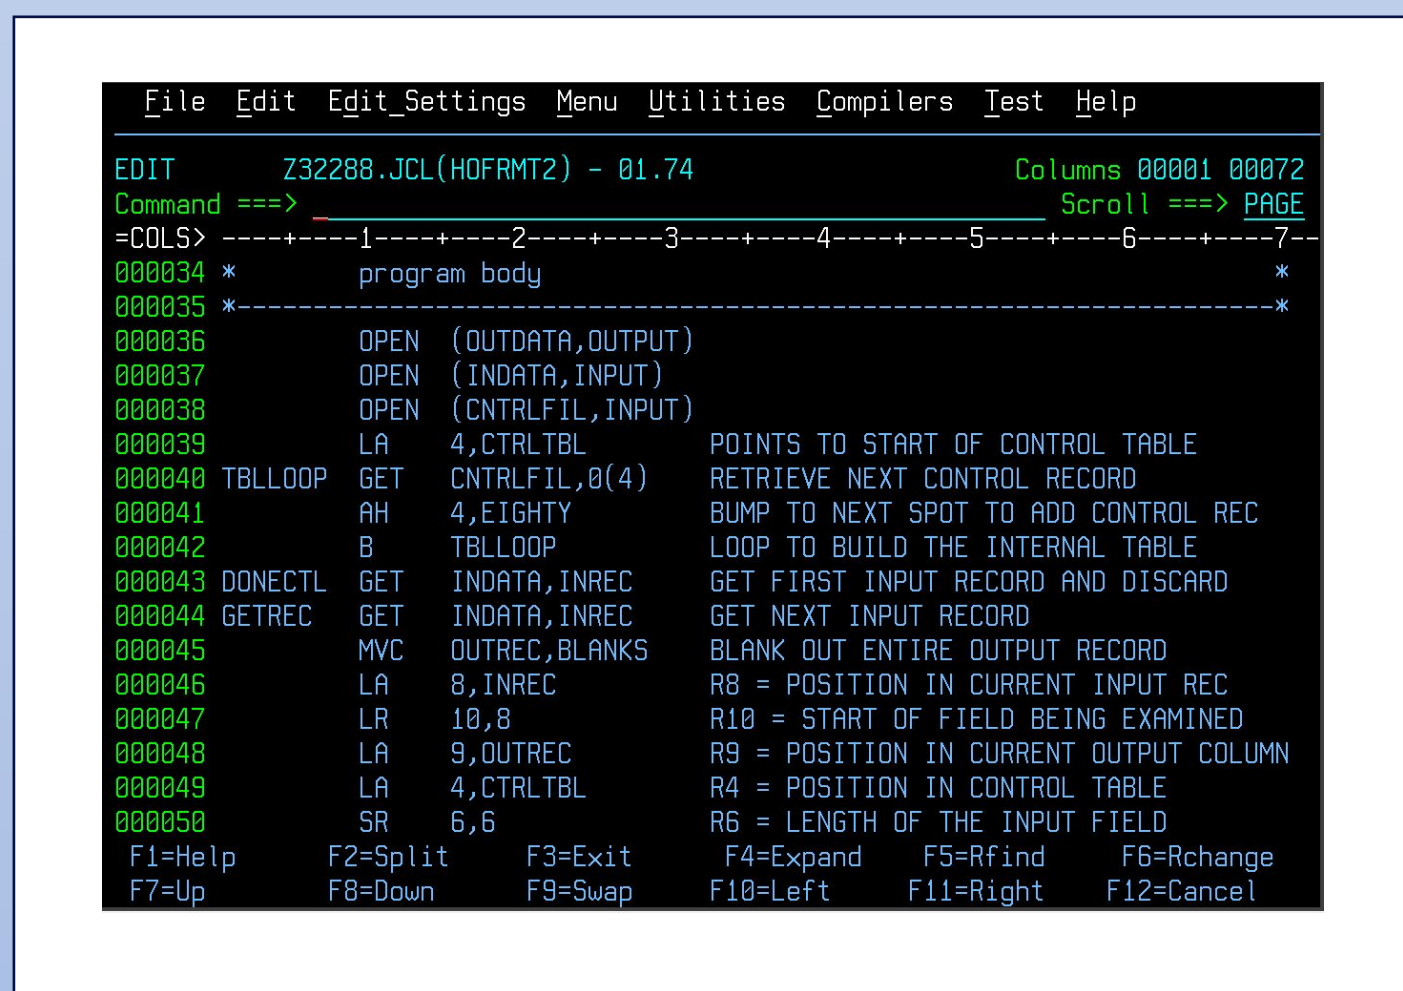 File  Edit  Edit_Settings  Menu  Utilities  Compilers  Test  Help
EDIT       Z32288.JCL(HOFRMT2) - 01.74                     Columns 00001 00072
Command ===> _                                                Scroll ===> PAGE
=COLS> ----+----1----+----2----+----3----+----4----+----5----+----6----+----7--
000034 *        program body                                                *
000035 *--------------------------------------------------------------------*
000036          OPEN  (OUTDATA,OUTPUT)
000037          OPEN  (INDATA,INPUT)
000038          OPEN  (CNTRLFIL,INPUT)
000039          LA    4,CTRLTBL        POINTS TO START OF CONTROL TABLE
000040 TBLLOOP  GET   CNTRLFIL,0(4)    RETRIEVE NEXT CONTROL RECORD
000041          AH    4,EIGHTY         BUMP TO NEXT SPOT TO ADD CONTROL REC
000042          B     TBLLOOP          LOOP TO BUILD THE INTERNAL TABLE
000043 DONECTL  GET   INDATA,INREC     GET FIRST INPUT RECORD AND DISCARD
000044 GETREC   GET   INDATA,INREC     GET NEXT INPUT RECORD
000045          MVC   OUTREC,BLANKS    BLANK OUT ENTIRE OUTPUT RECORD
000046          LA    8,INREC          R8 = POSITION IN CURRENT INPUT REC
000047          LR    10,8             R10 = START OF FIELD BEING EXAMINED
000048          LA    9,OUTREC         R9 = POSITION IN CURRENT OUTPUT COLUMN
000049          LA    4,CTRLTBL        R4 = POSITION IN CONTROL TABLE
000050          SR    6,6              R6 = LENGTH OF THE INPUT FIELD
F1=Help      F2=Split     F3=Exit      F4=Expand    F5=Rfind     F6=Rchange
F7=Up        F8=Down      F9=Swap     F10=Left     F11=Right    F12=Cancel